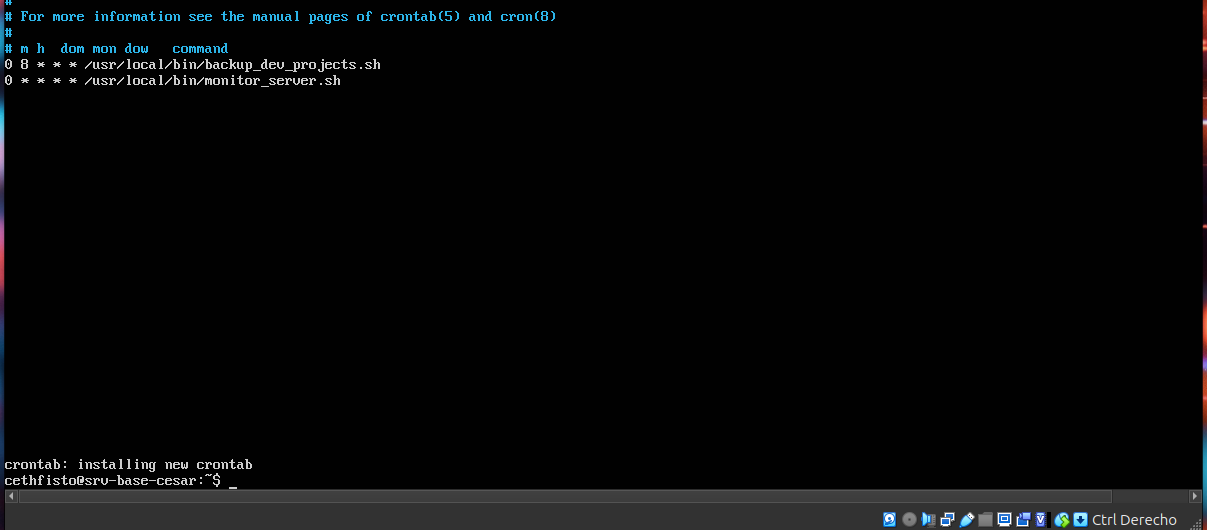 #
# For more information see the manual pages of crontab(5) and cron(8)
#
# m h  dom mon dow   command
0 8 * * * /usr/local/bin/backup_dev_projects.sh
0 * * * * /usr/local/bin/monitor_server.sh
crontab: installing new crontab
cethfisto@srv-base-cesar:~$ _
Ctrl Derecho